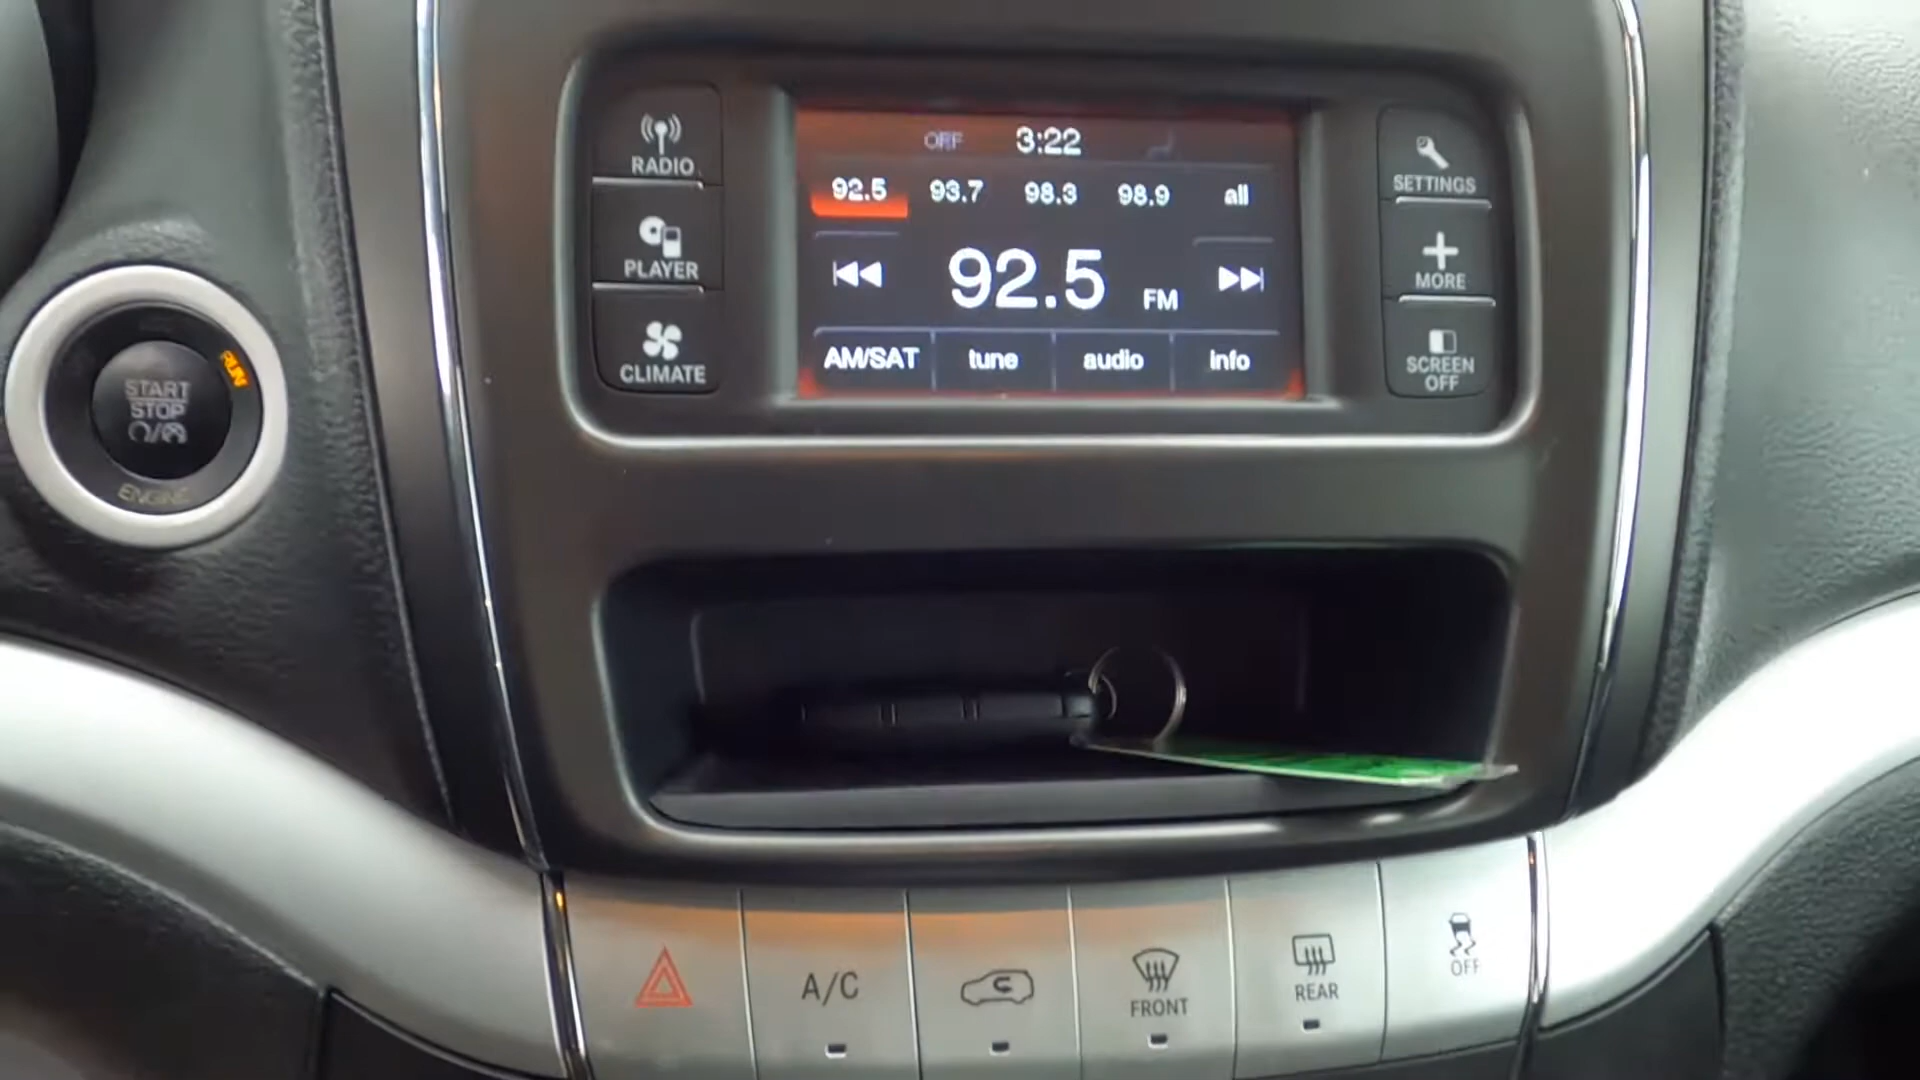 RADIO
PLAYER
CLIMATE
OFF 3:22
92.5 93.7 98.3 98.9 all
92.5 FM
AM/SAT tune audio info
SETTINGS
MORE
SCREEN
OFF
RUN
START
STOP
ENGINE
A/C
FRONT
REAR
OFF